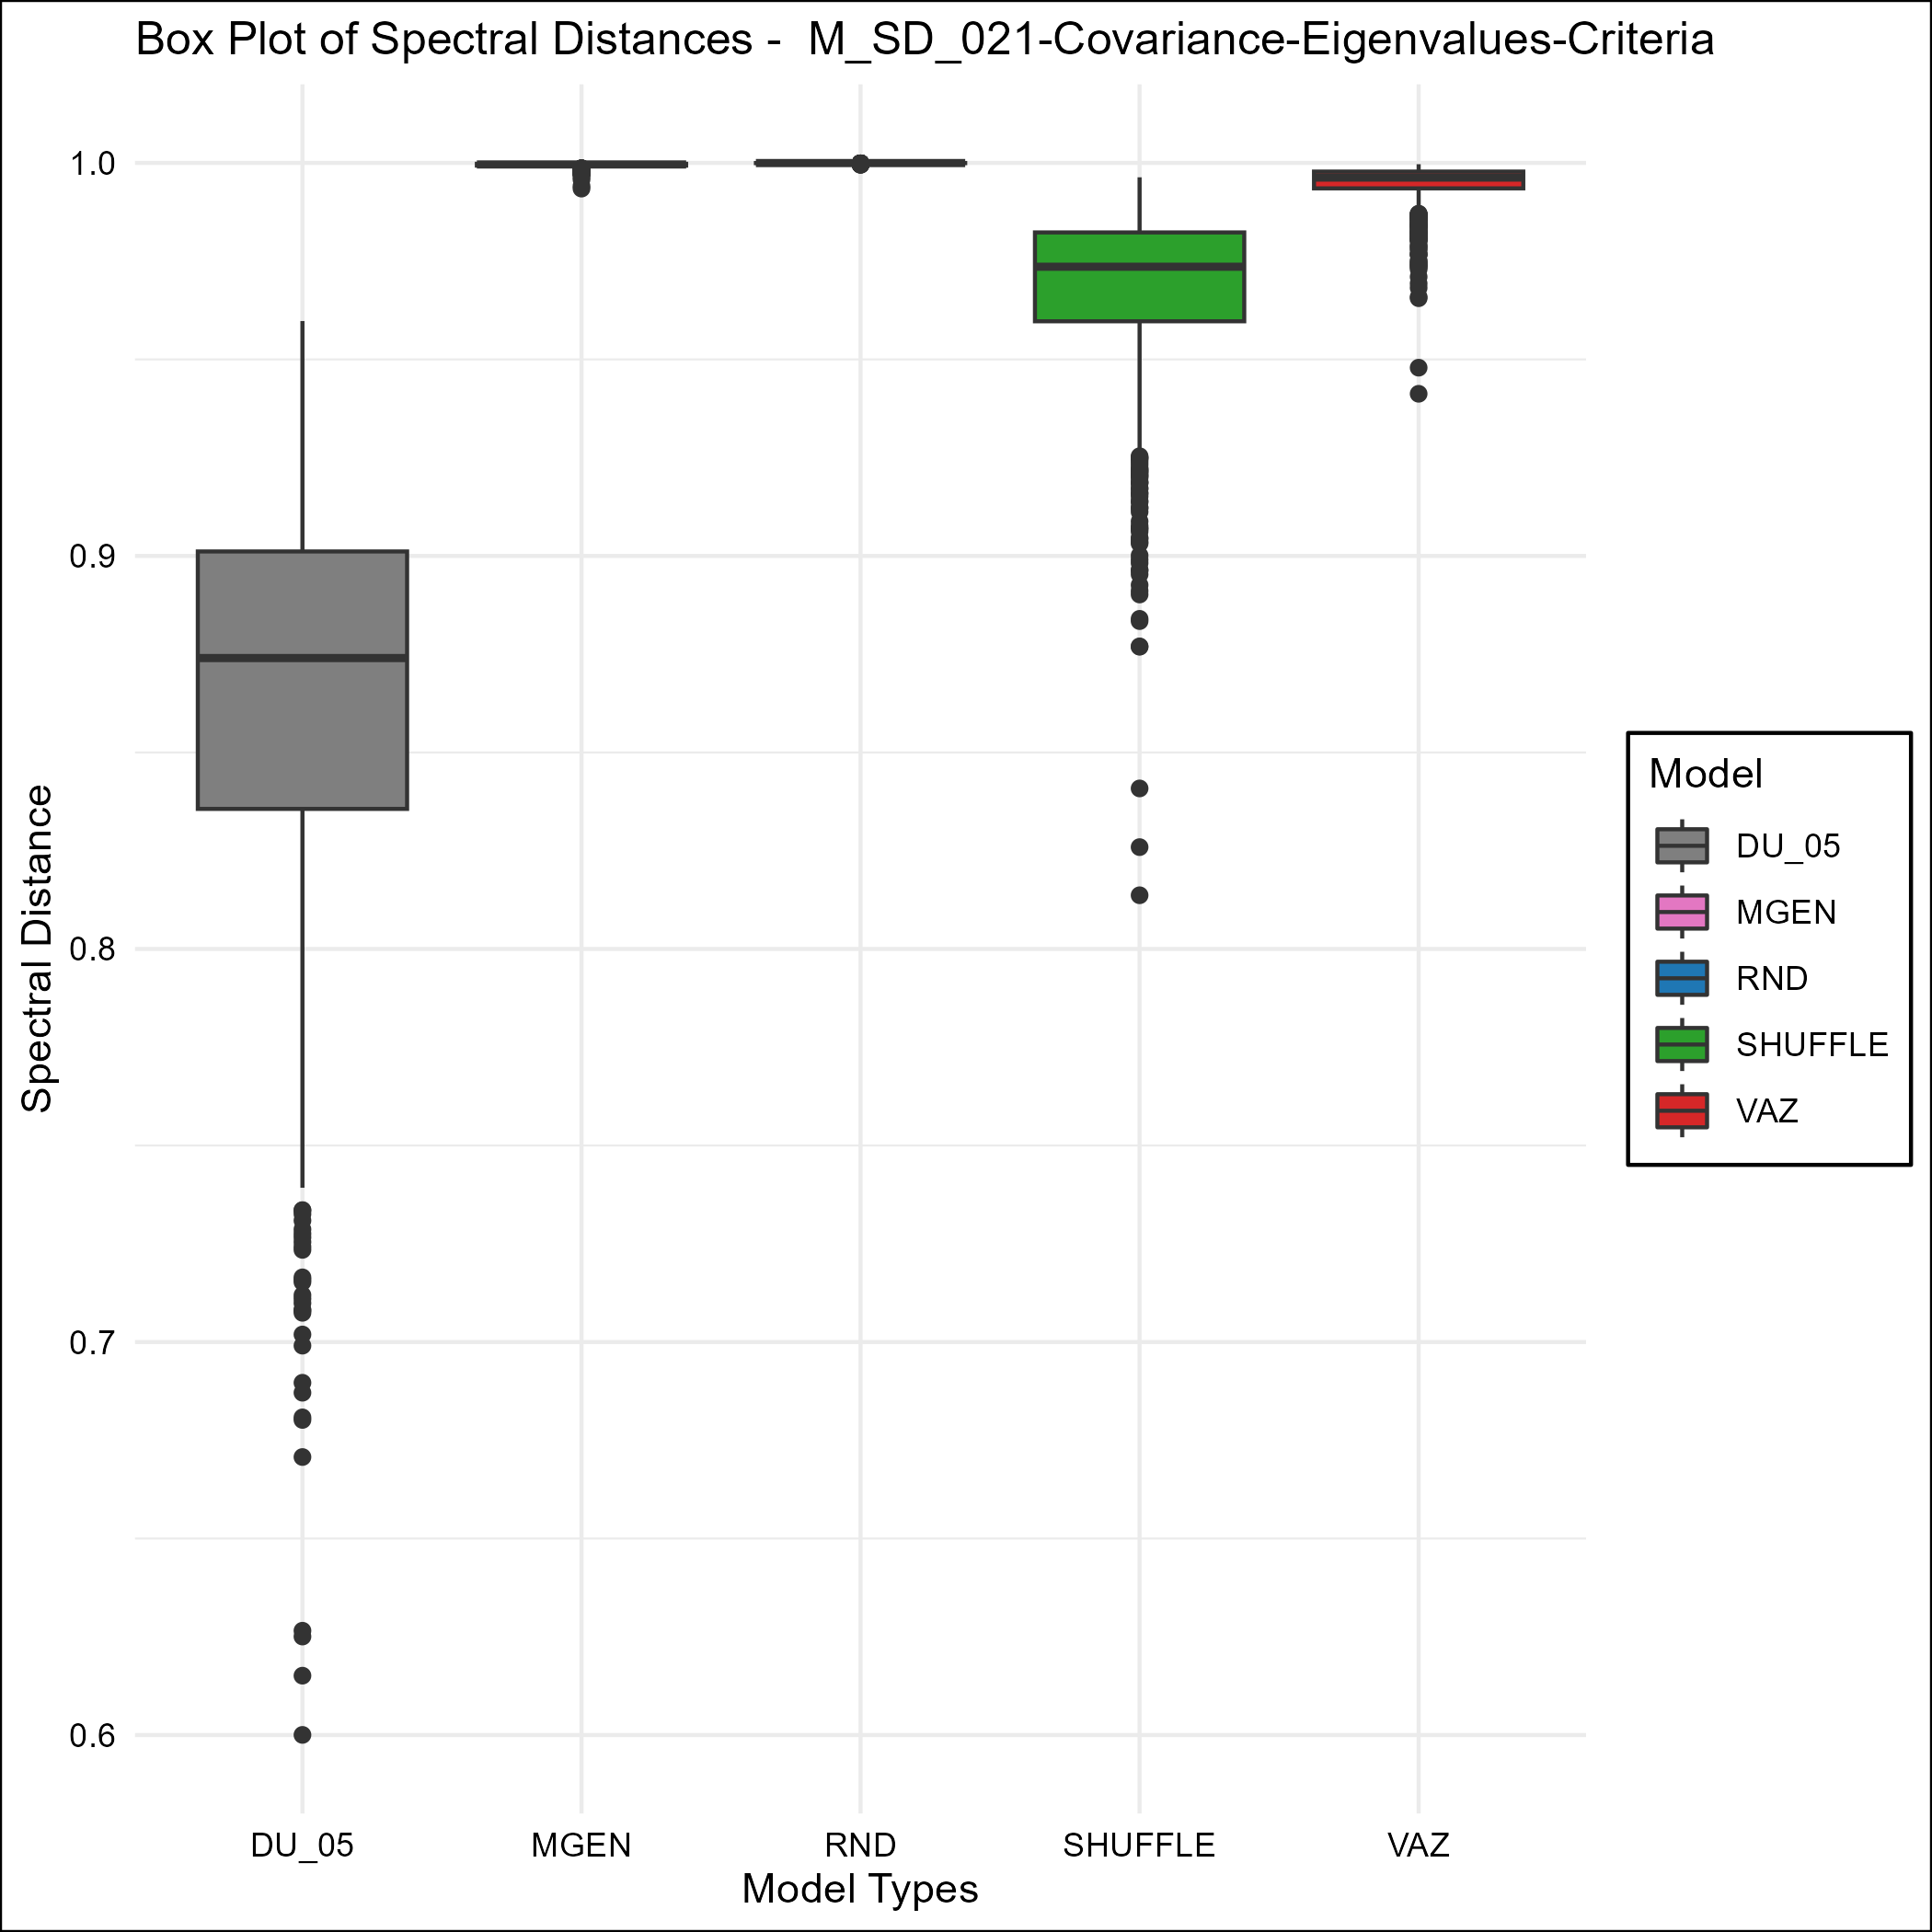 Box Plot of Spectral Distances -  M_SD_021-Covariance-Eigenvalues-Criteria
Spectral Distance
1.0
0.9
0.8
0.7
0.6
DU_05
MGEN
RND
SHUFFLE
VAZ
Model Types
Model
DU_05
MGEN
RND
SHUFFLE
VAZ